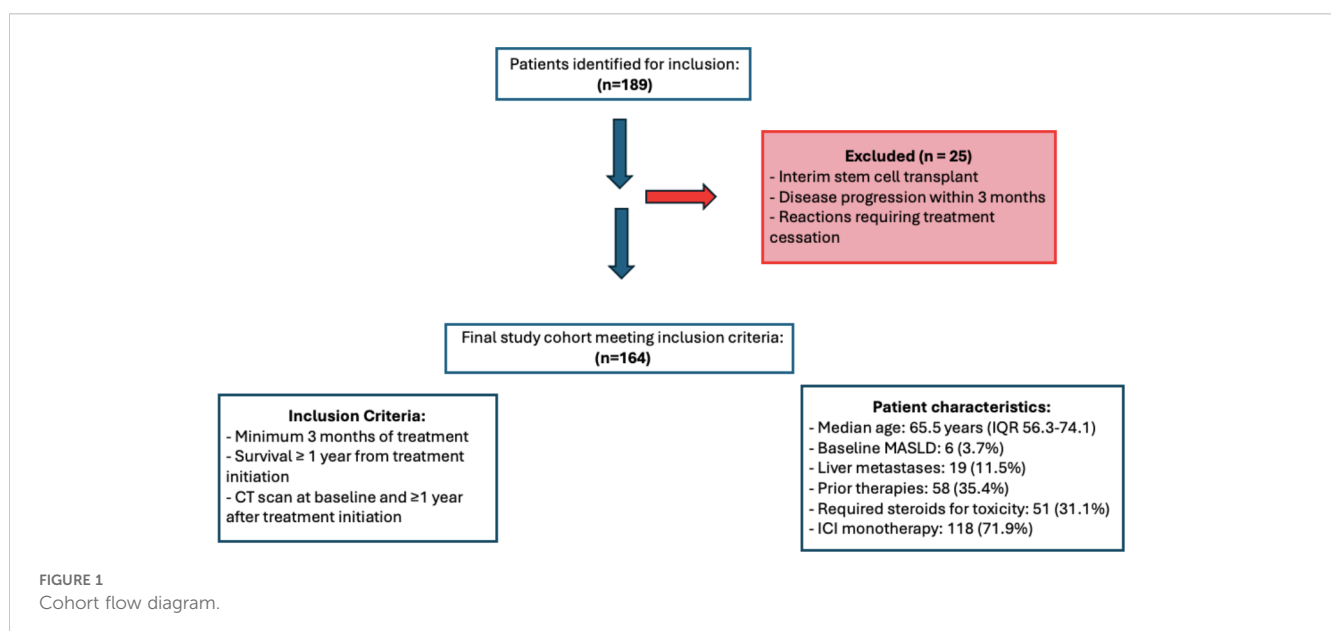 Patients identified for inclusion:
(n=189)
Excluded (n = 25)
- Interim stem cell transplant
- Disease progression within 3 months
- Reactions requiring treatment
cessation
Final study cohort meeting inclusion criteria:
(n=164)
Inclusion Criteria:
- Minimum 3 months of treatment
- Survival ≥ 1 year from treatment
initiation
- CT scan at baseline and ≥1 year
after treatment initiation
Patient characteristics:
- Median age: 65.5 years (IQR 56.3-74.1)
- Baseline MASLD: 6 (3.7%)
- Liver metastases: 19 (11.5%)
- Prior therapies: 58 (35.4%)
- Required steroids for toxicity: 51 (31.1%)
- ICI monotherapy: 118 (71.9%)
FIGURE 1
Cohort flow diagram.